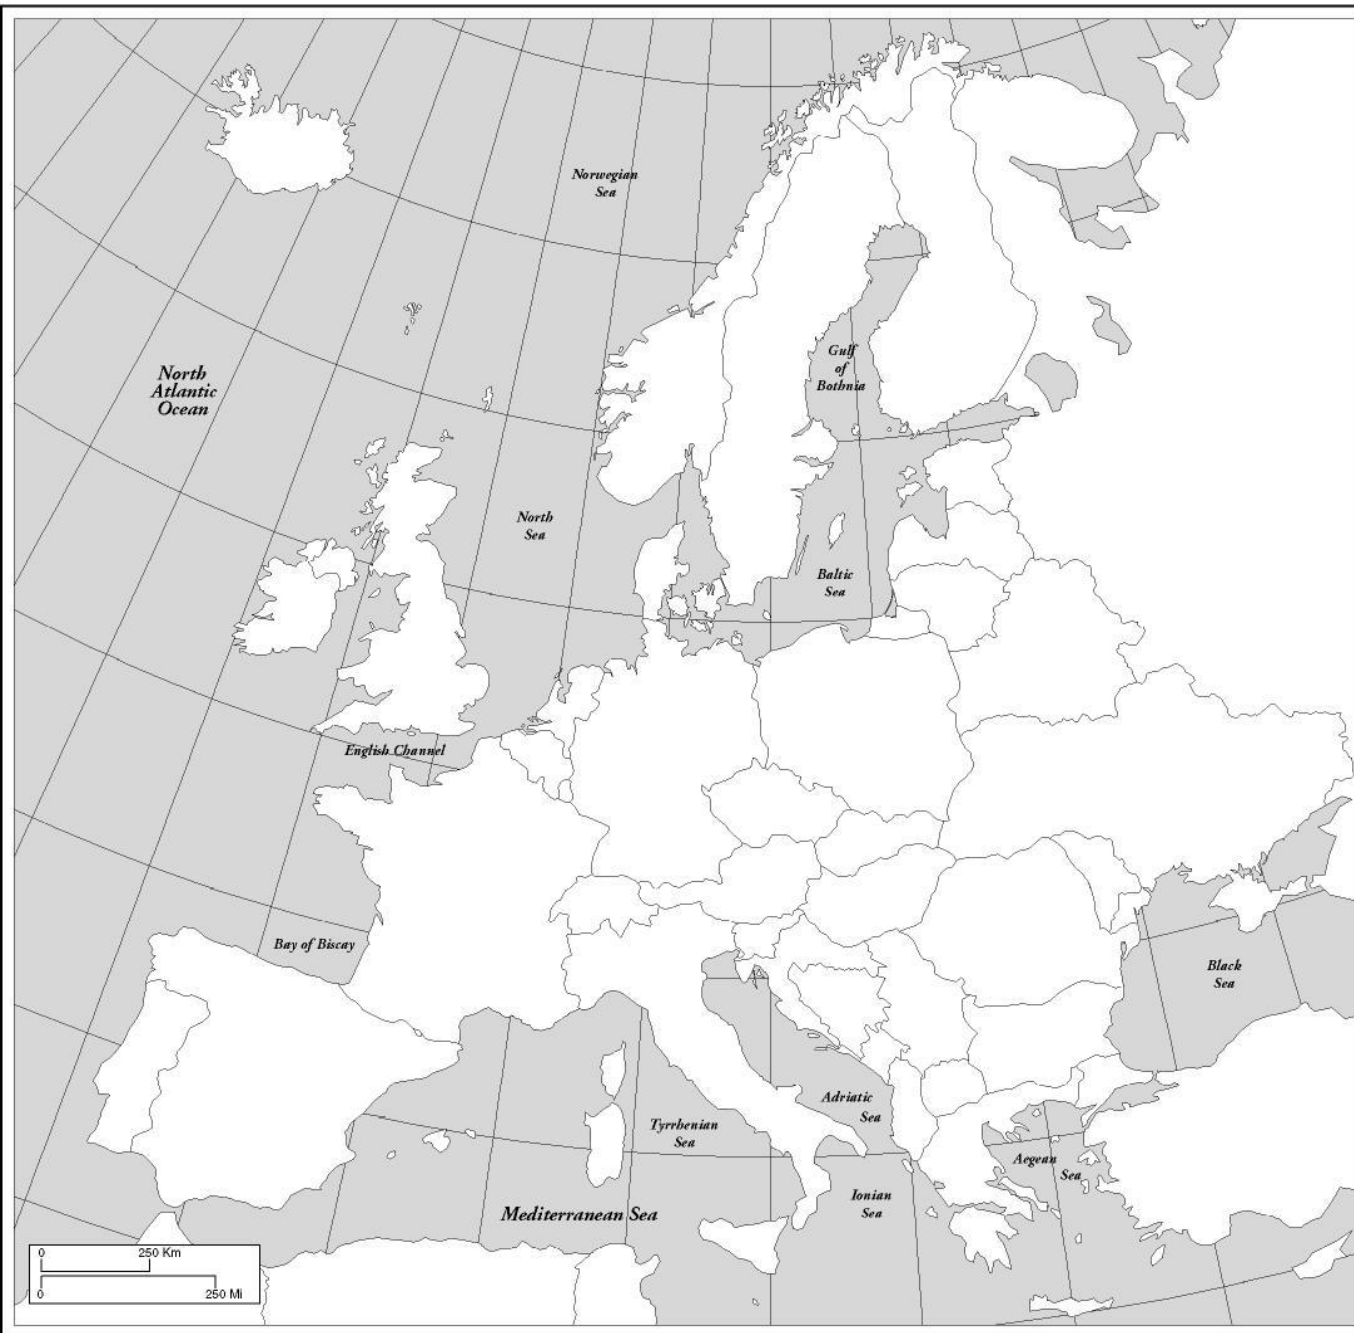 Norwegian
Sea
North
Atlantic
Ocean
Gulf
of
Bothnia
North
Sea
Baltic
Sea
English Channel
Bay of Biscay
Black
Sea
Adriatic
Sea
Tyrrhenian
Sea
Aegean
Sea
Ionian
Sea
Mediterranean Sea
0 250 Km
0 250 Mi